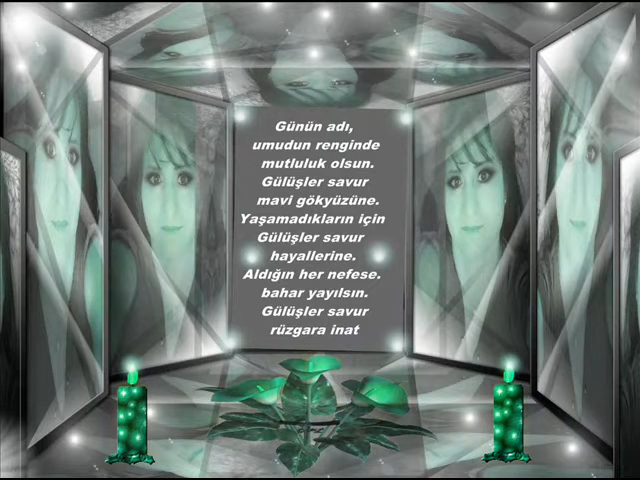 Günün adı,
umudun renginde
mutluluk olsun.
Gülüşler savur
mavi gökyüzüne.
Yaşamadıkların için
Gülüşler savur
hayallerine.
Aldığın her nefese.
bahar yayılsın.
Gülüşler savur
rüzgara inat